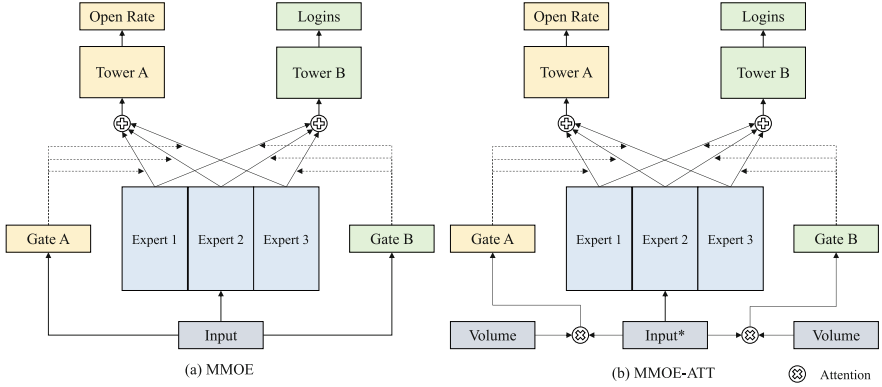 Open Rate
Logins
Open Rate
Logins
Tower A
Tower B
Tower A
Tower B
Gate A
Expert 1
Expert 2
Expert 3
Gate B
Gate A
Expert 1
Expert 2
Expert 3
Gate B
Input
Volume
Input*
Volume
(a) MMOE
(b) MMOE-ATT
Attention